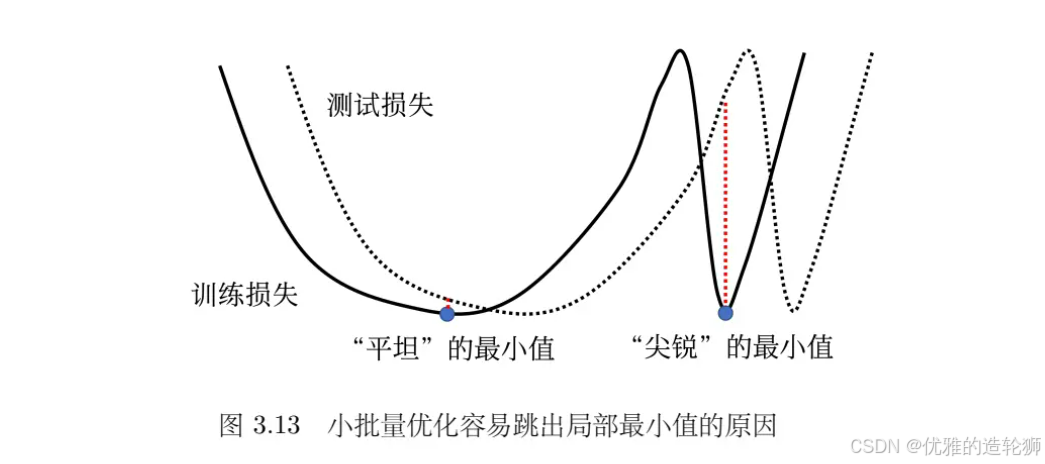 测试损失
训练损失
“平坦”的最小值
“尖锐”的最小值
图 3.13 小批量优化容易跳出局部最小值的原因
CSDN @优雅的造轮狮